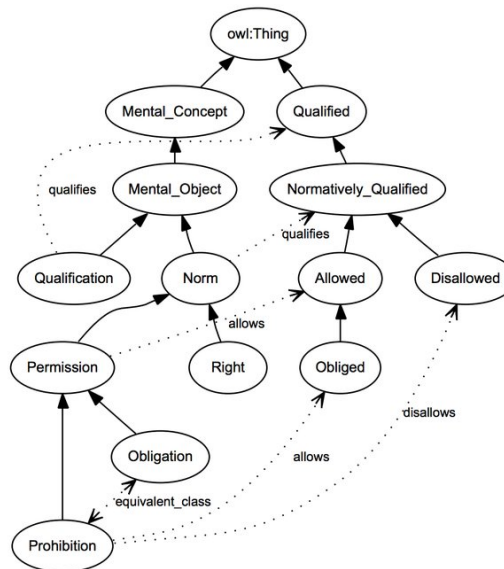 owl:Thing
Mental_Concept
Qualified
qualifies
Mental_Object
Normatively_Qualified
qualifies
Qualification
Norm
Allowed
Disallowed
allows
Permission
Right
Obliged
disallows
Obligation
allows
equivalent_class
Prohibition